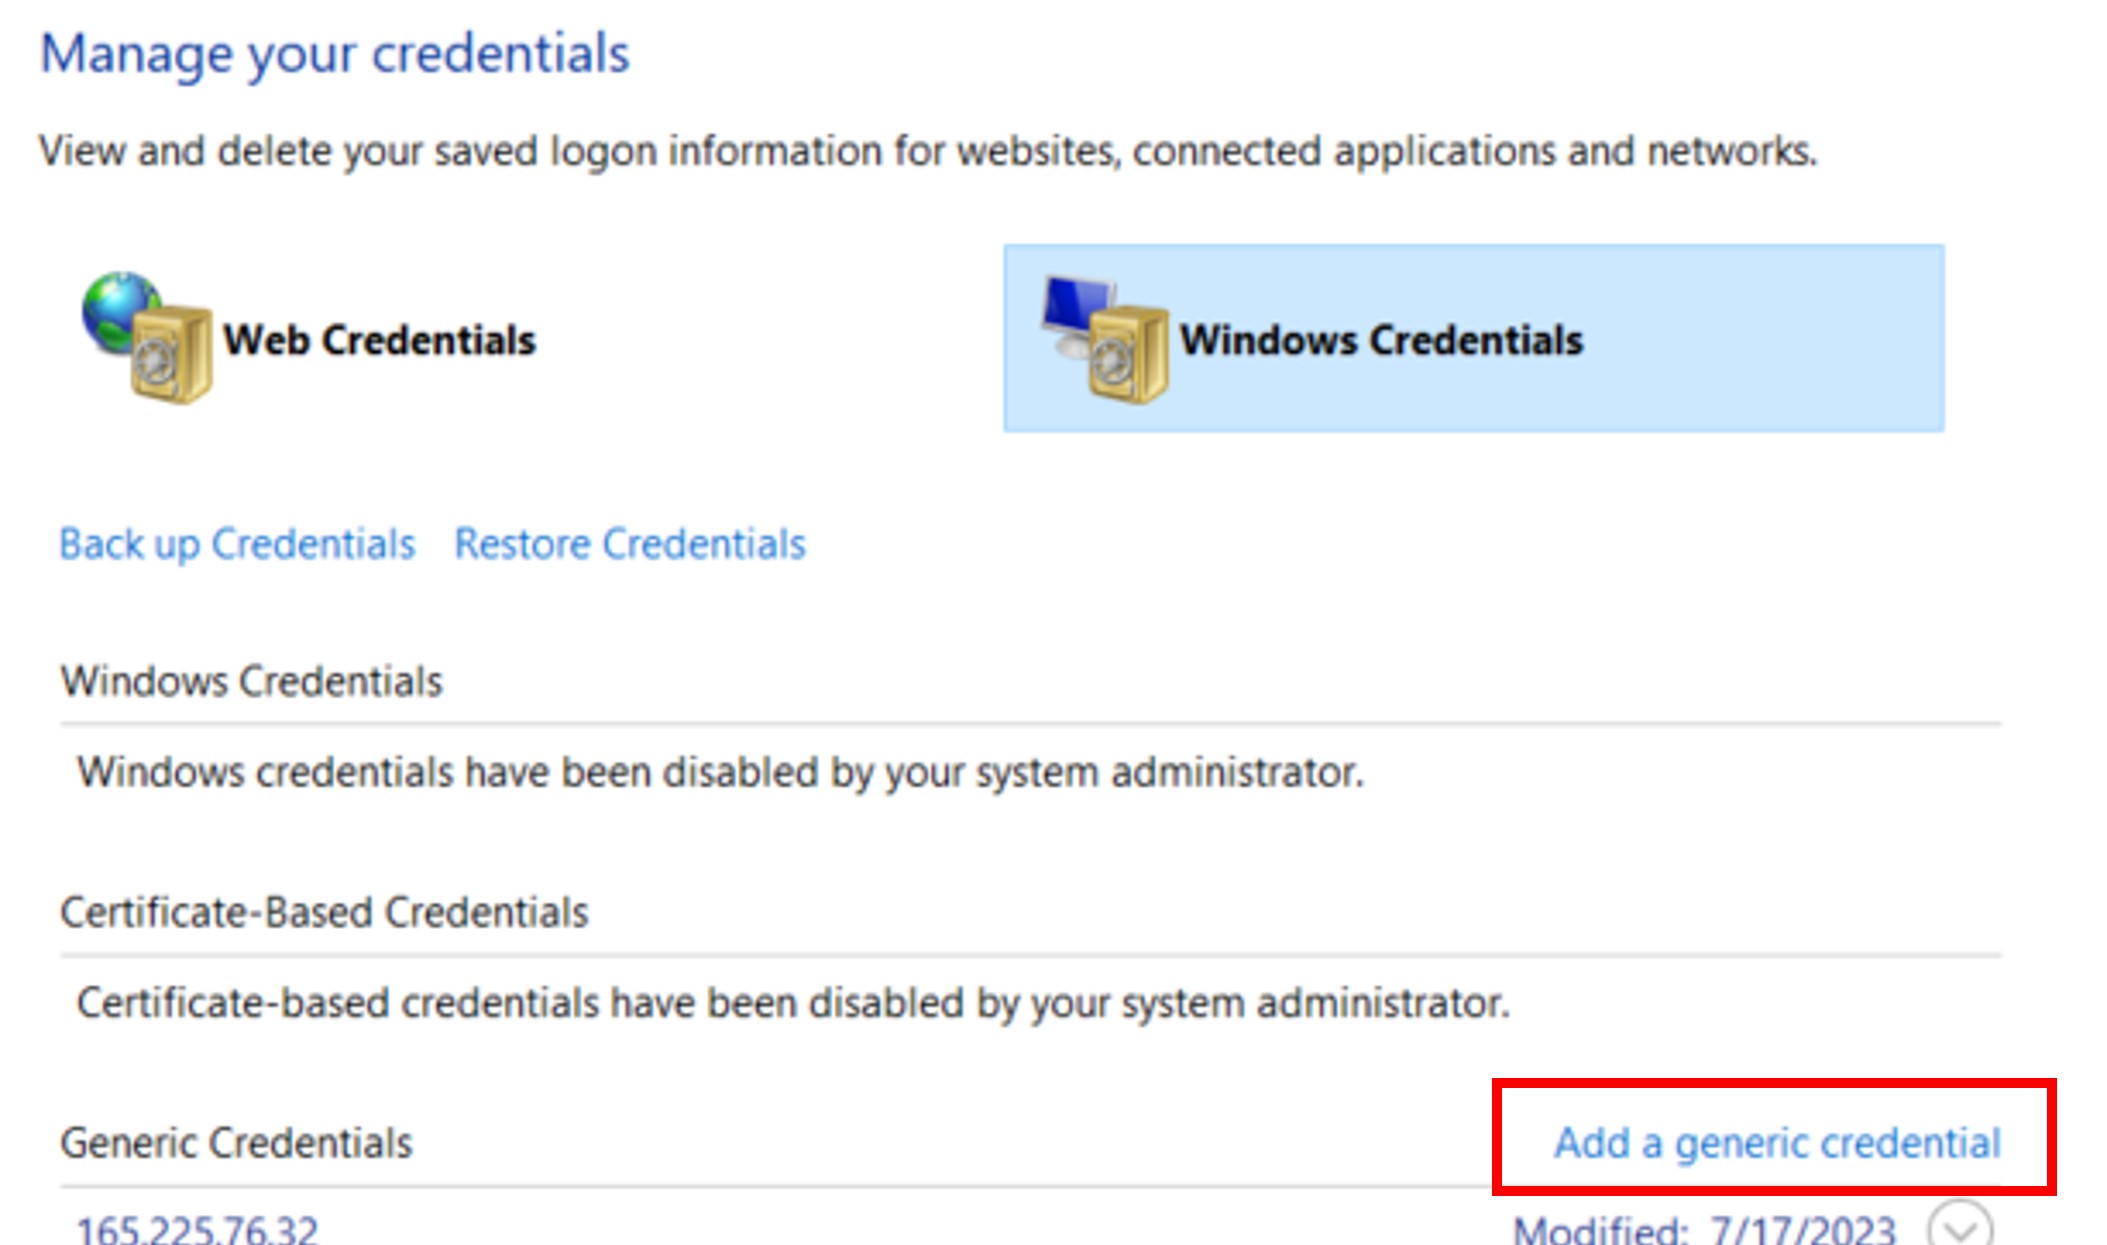 Manage your credentials
View and delete your saved logon information for websites, connected applications and networks.
Web Credentials
Windows Credentials
Back up Credentials Restore Credentials
Windows Credentials
Windows credentials have been disabled by your system administrator.
Certificate-Based Credentials
Certificate-based credentials have been disabled by your system administrator.
Generic Credentials Add a generic credential
165.225.76.32 Modified: 7/17/2023